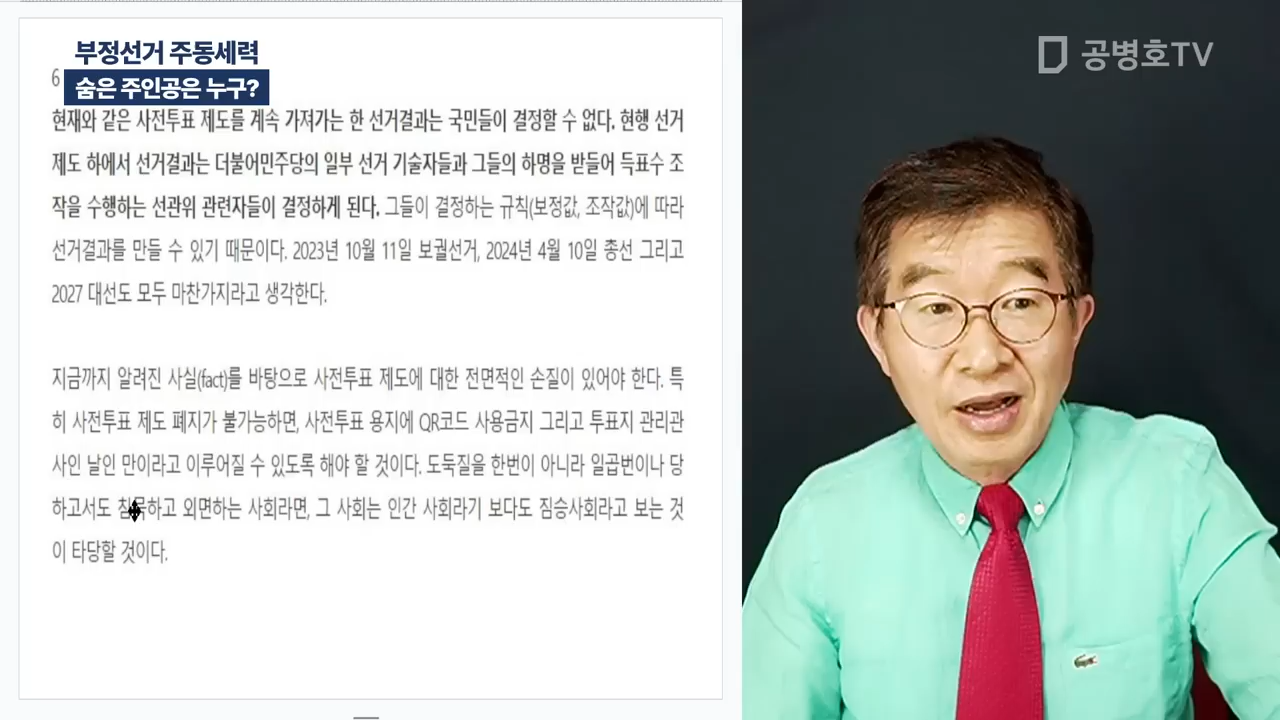 부정선거 주동세력
숨은 주인공은 누구?
공병호TV
6
현재와 같은 사전투표 제도를 계속 가져가는 한 선거결과는 국민들이 결정할 수 없다. 현행 선거
제도 하에서 선거결과는 더불어민주당의 일부 선거 기술자들과 그들의 하명을 받들어 득표수 조
작을 수행하는 선관위 관련자들이 결정하게 된다. 그들이 결정하는 규칙(보정값, 조작값)에 따라
선거결과를 만들 수 있기 때문이다. 2023년 10월 11일 보궐선거, 2024년 4월 10일 총선 그리고
2027 대선도 모두 마찬가지라고 생각한다.
지금까지 알려진 사실(fact)를 바탕으로 사전투표 제도에 대한 전면적인 손질이 있어야 한다. 특
히 사전투표 제도 폐지가 불가능하면, 사전투표 용지에 QR코드 사용금지 그리고 투표지 관리관
사인 날인 만이라고 이루어질 수 있도록 해야 할 것이다. 도둑질을 한번이 아니라 일곱번이나 당
하고서도 침묵하고 외면하는 사회라면, 그 사회는 인간 사회라기 보다도 짐승사회라고 보는 것
이 타당할 것이다.